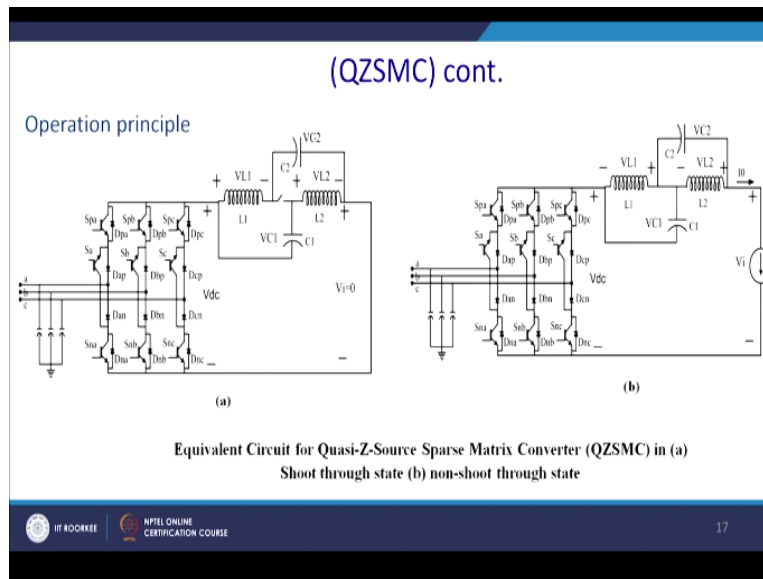 (QZSMC) cont.
Operation principle
VC2
C2
VL1
VL2
+
-
+
-
L1
L2
VC1
C1
+
+
Spa
Spb
Spc
Dpa
Dpb
Dpc
Sa
Sb
Sc
Dap
Dbp
Dcp
a
b
c
Vdc
Vi=0
Dan
Dbn
Dcn
Sna
Snb
Snc
Dna
Dnb
Dnc
-
-
(a)
VC2
C2
VL1
VL2
-
+
-
+
L1
L2
VC1
C1
+
+
Spa
Spb
Spc
Dpa
Dpb
Dpc
Sa
Sb
Sc
Dap
Dbp
Dcp
a
b
c
Vdc
Vi
Dan
Dbn
Dcn
Sna
Snb
Snc
Dna
Dnb
Dnc
-
-
(b)
Equivalent Circuit for Quasi-Z-Source Sparse Matrix Converter (QZSMC) in (a)
Shoot through state (b) non-shoot through state
IIT ROORKEE
NPTEL ONLINE
CERTIFICATION COURSE
17